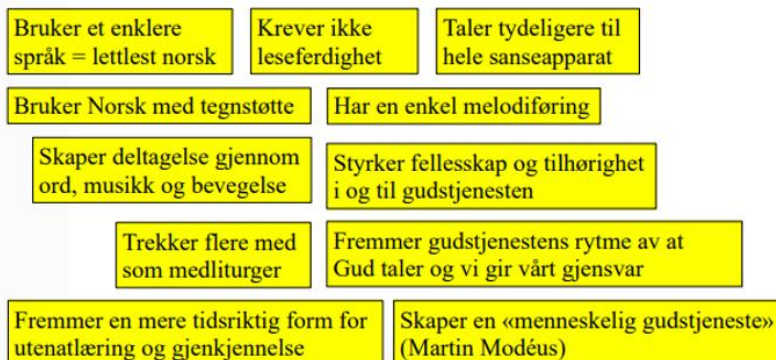 Bruker et enklere
språk = lettlest norsk
Krever ikke
leseferdighet
Taler tydeligere til
hele sanseapparat
Bruker Norsk med tegnstøtte
Har en enkel melodiføring
Skaper deltagelse gjennom
ord, musikk og bevegelse
Styrker fellesskap og tilhørighet
i og til gudstjenesten
Trekker flere med
som medliturger
Fremmer gudstjenestens rytme av at
Gud taler og vi gir vårt gjensvar
Fremmer en mere tidsriktig form for
utenatlæring og gjenkjennelse
Skaper en «menneskelig gudstjeneste»
(Martin Modéus)